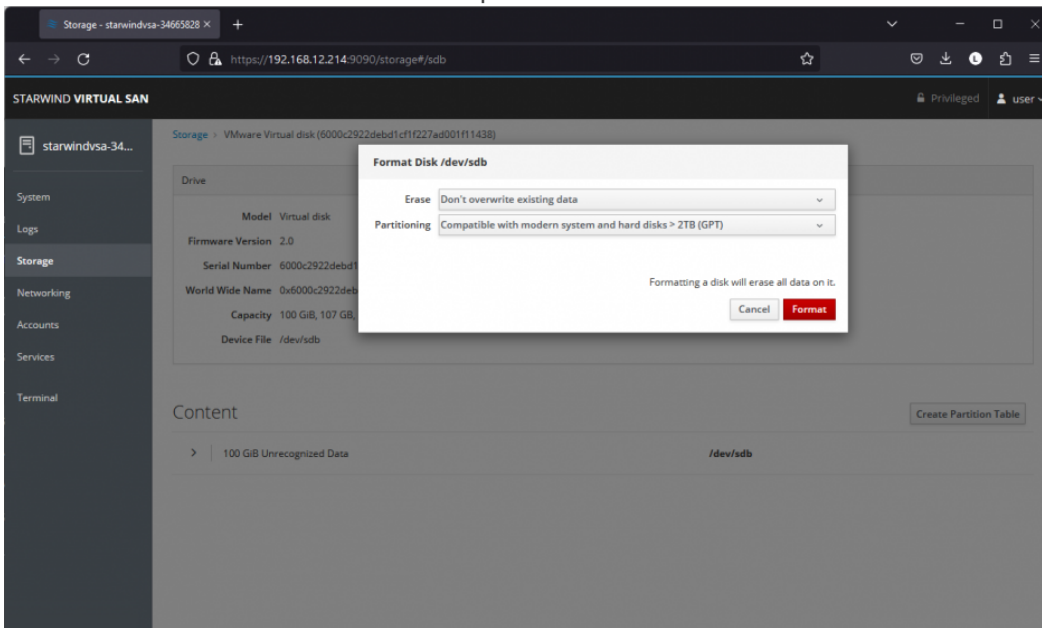 Storage - starwindvsa-34665828
https://192.168.12.214:9090/storage#/sdb
STARWIND VIRTUAL SAN
Privileged
user
starwindvsa-34...
System
Logs
Storage
Networking
Accounts
Services
Terminal
Storage > VMware Virtual disk (6000c2922debd1cf1f227ad001f11438)
Drive
Model Virtual disk
Firmware Version 2.0
Serial Number 6000c2922debd1
World Wide Name 0x6000c2922deb
Capacity 100 GiB, 107 GB,
Device File /dev/sdb
Format Disk /dev/sdb
Erase Don't overwrite existing data
Partitioning Compatible with modern system and hard disks > 2TB (GPT)
Formatting a disk will erase all data on it.
Cancel Format
Content
Create Partition Table
100 GiB Unrecognized Data /dev/sdb